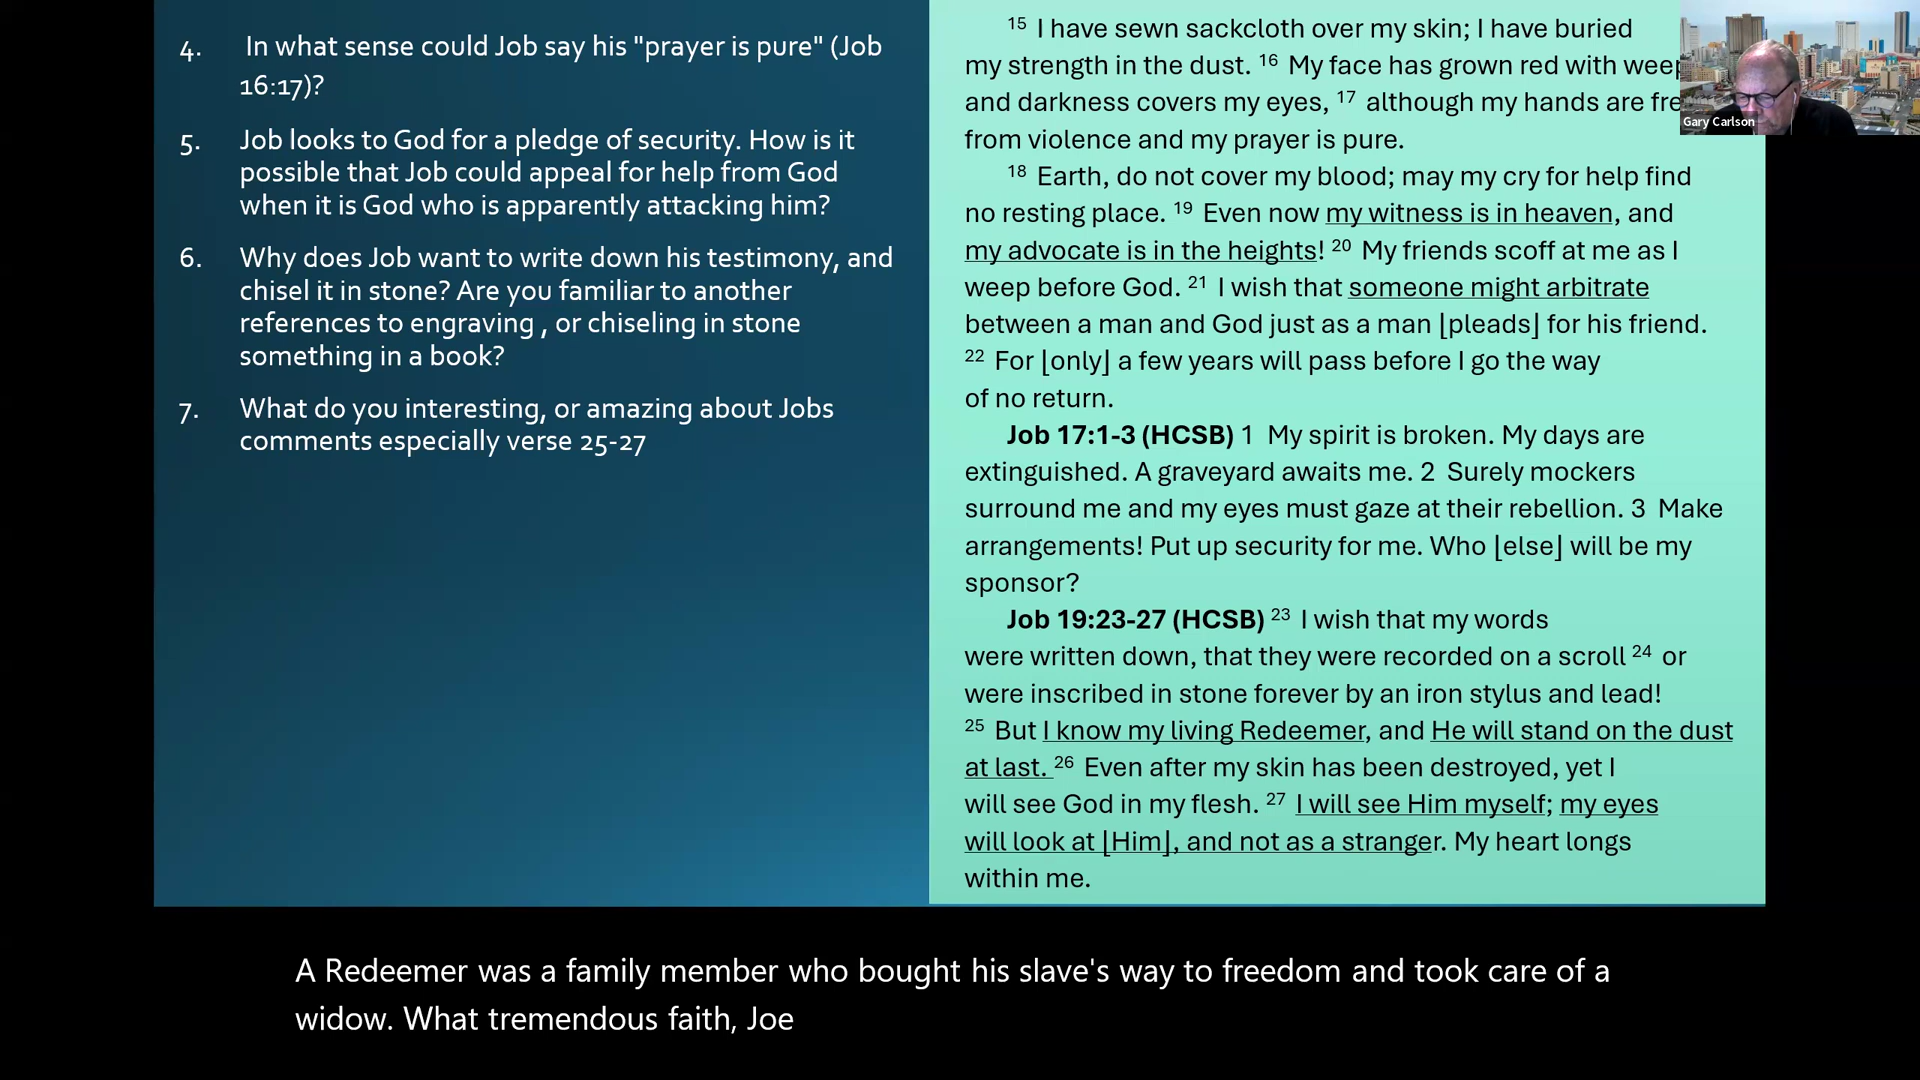 4. In what sense could Job say his "prayer is pure" (Job
16:17)?
5. Job looks to God for a pledge of security. How is it
possible that Job could appeal for help from God
when it is God who is apparently attacking him?
6. Why does Job want to write down his testimony, and
chisel it in stone? Are you familiar to another
references to engraving , or chiseling in stone
something in a book?
7. What do you interesting, or amazing about Jobs
comments especially verse 25-27
15 I have sewn sackcloth over my skin; I have buried
my strength in the dust. 16 My face has grown red with
and darkness covers my eyes, 17 although my hands are
from violence and my prayer is pure.
18 Earth, do not cover my blood; may my cry for help find
no resting place. 19 Even now my witness is in heaven, and
my advocate is in the heights! 20 My friends scoff at me as I
weep before God. 21 I wish that someone might arbitrate
between a man and God just as a man ⌊pleads⌋ for his friend.
22 For ⌊only⌋ a few years will pass before I go the way
of no return.
Job 17:1-3 (HCSB) 1 My spirit is broken. My days are
extinguished. A graveyard awaits me. 2 Surely mockers
surround me and my eyes must gaze at their rebellion. 3 Make
arrangements! Put up security for me. Who ⌊else⌋ will be my
sponsor?
Job 19:23-27 (HCSB) 23 I wish that my words
were written down, that they were recorded on a scroll 24 or
were inscribed in stone forever by an iron stylus and lead!
25 But I know my living Redeemer, and He will stand on the dust
at last. 26 Even after my skin has been destroyed, yet I
will see God in my flesh. 27 I will see Him myself; my eyes
will look at ⌊Him⌋, and not as a stranger. My heart longs
within me.
Gary Carlson
A Redeemer was a family member who bought his slave's way to freedom and took care of a
widow. What tremendous faith, Joe